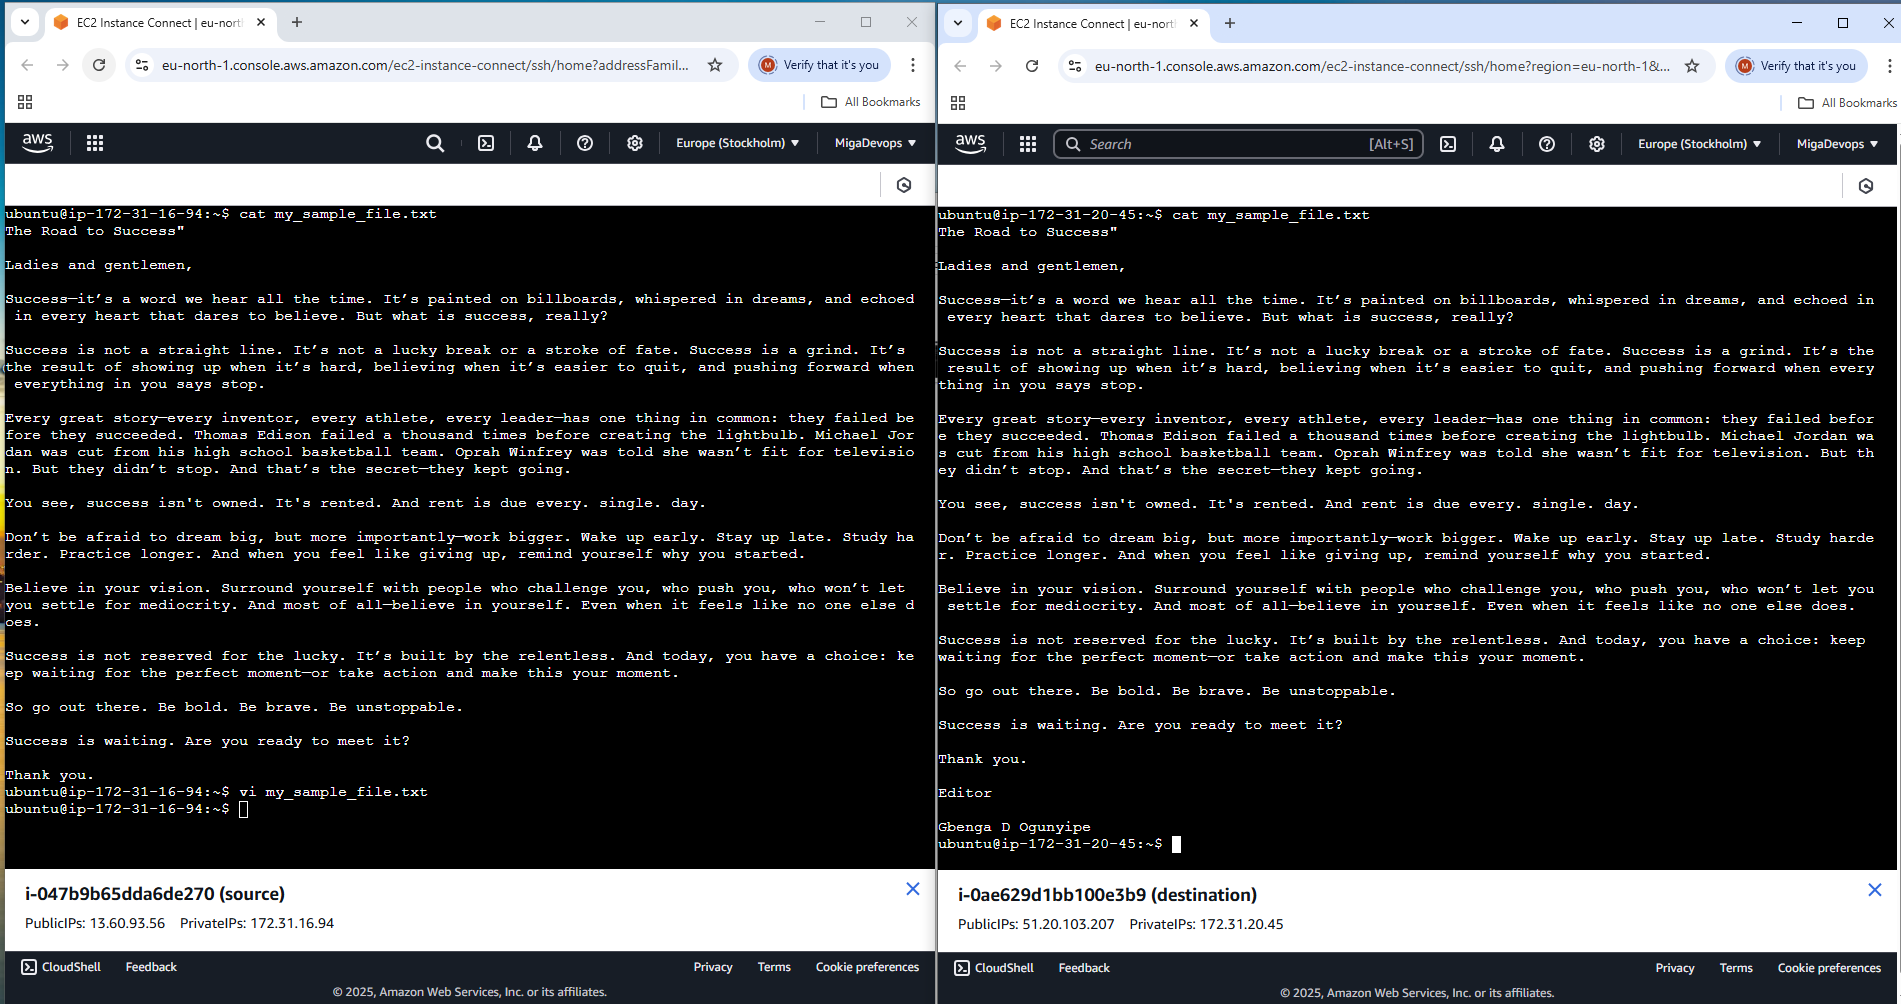 EC2 Instance Connect | eu-nort
eu-north-1.console.aws.amazon.com/ec2-instance-connect/ssh/home?addressFamil...
Verify that it's you
All Bookmarks
aws
Europe (Stockholm)
MigaDevops
ubuntu@ip-172-31-16-94:~$ cat my_sample_file.txt
The Road to Success"
Ladies and gentlemen,
Success—it’s a word we hear all the time. It’s painted on billboards, whispered in dreams, and echoed
in every heart that dares to believe. But what is success, really?
Success is not a straight line. It’s not a lucky break or a stroke of fate. Success is a grind. It’s
the result of showing up when it’s hard, believing when it’s easier to quit, and pushing forward when
everything in you says stop.
Every great story—every inventor, every athlete, every leader—has one thing in common: they failed be
fore they succeeded. Thomas Edison failed a thousand times before creating the lightbulb. Michael Jor
dan was cut from his high school basketball team. Oprah Winfrey was told she wasn’t fit for televisio
n. But they didn’t stop. And that’s the secret—they kept going.
You see, success isn't owned. It's rented. And rent is due every. single. day.
Don’t be afraid to dream big, but more importantly—work bigger. Wake up early. Stay up late. Study ha
rder. Practice longer. And when you feel like giving up, remind yourself why you started.
Believe in your vision. Surround yourself with people who challenge you, who push you, who won’t let
you settle for mediocrity. And most of all—believe in yourself. Even when it feels like no one else d
oes.
Success is not reserved for the lucky. It’s built by the relentless. And today, you have a choice: ke
ep waiting for the perfect moment—or take action and make this your moment.
So go out there. Be bold. Be brave. Be unstoppable.
Success is waiting. Are you ready to meet it?
Thank you.
ubuntu@ip-172-31-16-94:~$ vi my_sample_file.txt
ubuntu@ip-172-31-16-94:~$
i-047b9b65dda6de270 (source)
PublicIPs: 13.60.93.56 PrivateIPs: 172.31.16.94
CloudShell Feedback Privacy Terms Cookie preferences
© 2025, Amazon Web Services, Inc. or its affiliates.
EC2 Instance Connect | eu-nort
eu-north-1.console.aws.amazon.com/ec2-instance-connect/ssh/home?region=eu-north-1&...
Verify that it's you
All Bookmarks
aws
Search [Alt+S]
Europe (Stockholm)
MigaDevops
ubuntu@ip-172-31-20-45:~$ cat my_sample_file.txt
The Road to Success"
Ladies and gentlemen,
Success—it’s a word we hear all the time. It’s painted on billboards, whispered in dreams, and echoed in
every heart that dares to believe. But what is success, really?
Success is not a straight line. It’s not a lucky break or a stroke of fate. Success is a grind. It’s the
result of showing up when it’s hard, believing when it’s easier to quit, and pushing forward when every
thing in you says stop.
Every great story—every inventor, every athlete, every leader—has one thing in common: they failed befor
e they succeeded. Thomas Edison failed a thousand times before creating the lightbulb. Michael Jordan wa
s cut from his high school basketball team. Oprah Winfrey was told she wasn’t fit for television. But th
ey didn’t stop. And that’s the secret—they kept going.
You see, success isn't owned. It's rented. And rent is due every. single. day.
Don’t be afraid to dream big, but more importantly—work bigger. Wake up early. Stay up late. Study harde
r. Practice longer. And when you feel like giving up, remind yourself why you started.
Believe in your vision. Surround yourself with people who challenge you, who push you, who won’t let you
settle for mediocrity. And most of all—believe in yourself. Even when it feels like no one else does.
Success is not reserved for the lucky. It’s built by the relentless. And today, you have a choice: keep
waiting for the perfect moment—or take action and make this your moment.
So go out there. Be bold. Be brave. Be unstoppable.
Success is waiting. Are you ready to meet it?
Thank you.
Editor
Gbenga D Ogunyipe
ubuntu@ip-172-31-20-45:~$
i-0ae629d1bb100e3b9 (destination)
PublicIPs: 51.20.103.207 PrivateIPs: 172.31.20.45
CloudShell Feedback Privacy Terms Cookie preferences
© 2025, Amazon Web Services, Inc. or its affiliates.